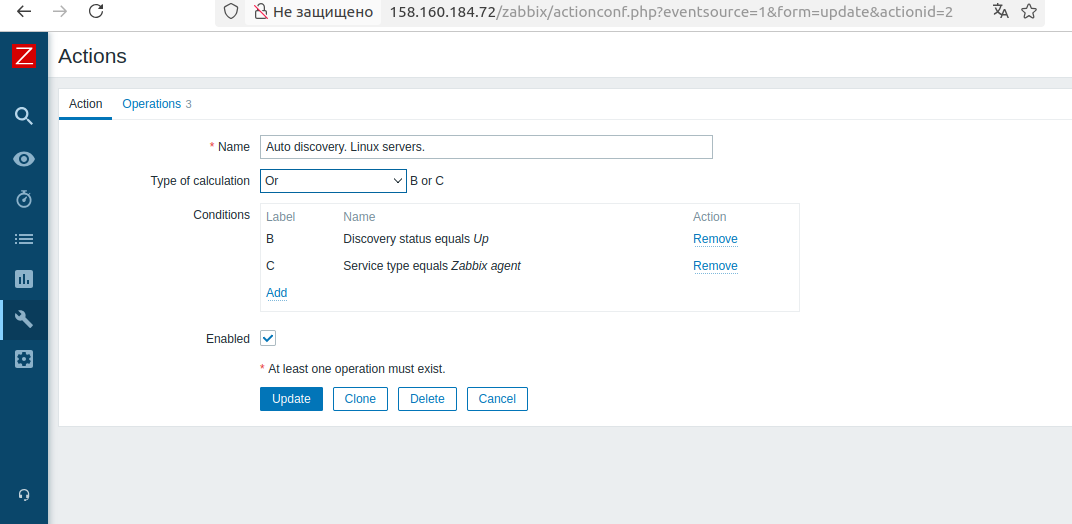 Не защищено 158.160.184.72/zabbix/actionconf.php?eventsource=1&form=update&actionid=2
Z
Actions
Action Operations 3
* Name Auto discovery. Linux servers.
Type of calculation Or B or C
Conditions Label Name Action
B Discovery status equals Up Remove
C Service type equals Zabbix agent Remove
Add
Enabled
* At least one operation must exist.
Update Clone Delete Cancel